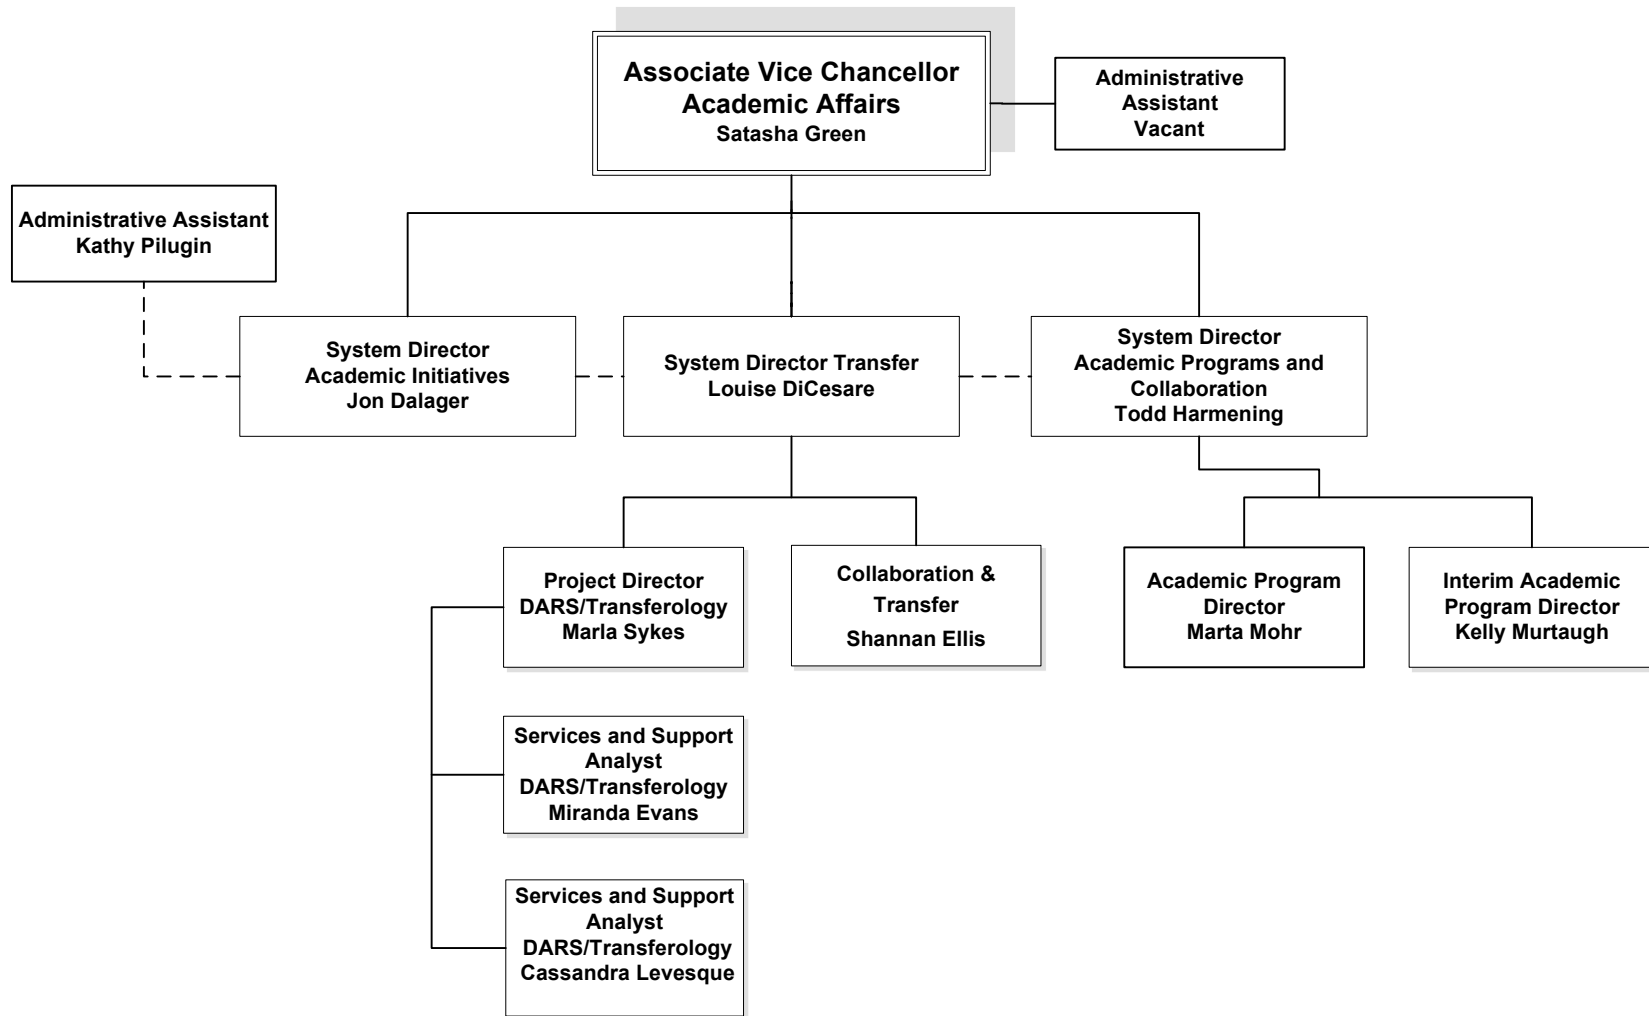 Associate Vice Chancellor
Academic Affairs
Satasha Green
Administrative
Assistant
Vacant
Administrative Assistant
Kathy Pilugin
System Director
Academic Initiatives
Jon Dalager
System Director Transfer
Louise DiCesare
System Director
Academic Programs and
Collaboration
Todd Harmening
Project Director
DARS/Transferology
Marla Sykes
Collaboration &
Transfer
Shannan Ellis
Academic Program
Director
Marta Mohr
Interim Academic
Program Director
Kelly Murtaugh
Services and Support
Analyst
DARS/Transferology
Miranda Evans
Services and Support
Analyst
DARS/Transferology
Cassandra Levesque